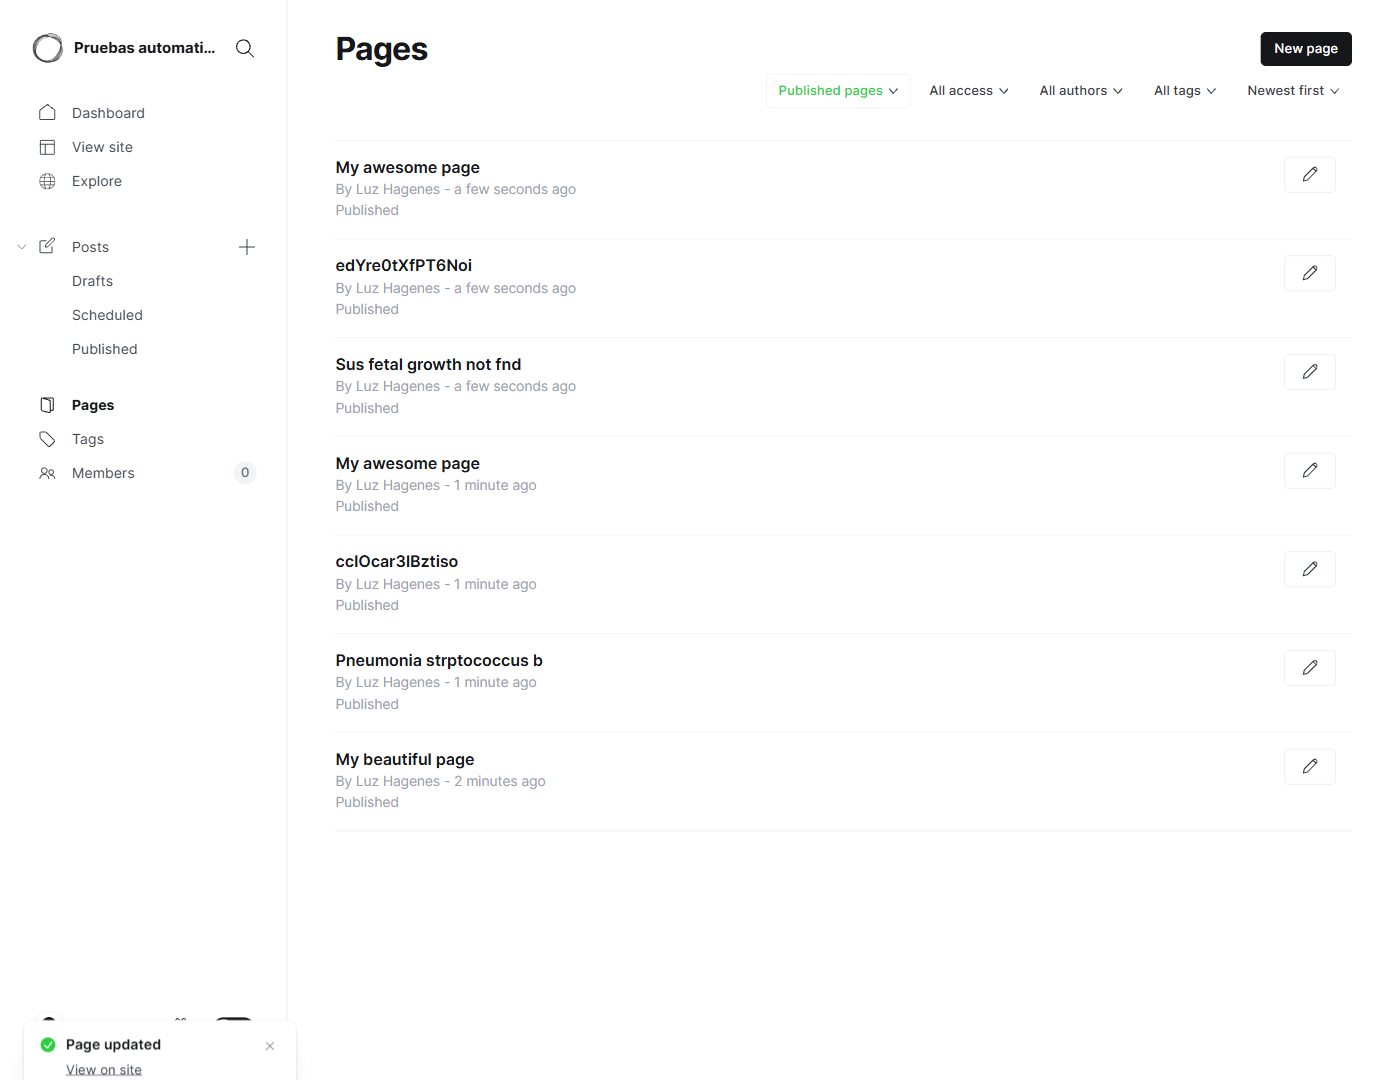 Pruebas automati...
Dashboard
View site
Explore
Posts
Drafts
Scheduled
Published
Pages
Tags
Members
0
Pages
New page
Published pages
All access
All authors
All tags
Newest first
My awesome page
By Luz Hagenes - a few seconds ago
Published
edYre0tXfPT6Noi
By Luz Hagenes - a few seconds ago
Published
Sus fetal growth not fnd
By Luz Hagenes - a few seconds ago
Published
My awesome page
By Luz Hagenes - 1 minute ago
Published
cclOcar3lBztiso
By Luz Hagenes - 1 minute ago
Published
Pneumonia strptococcus b
By Luz Hagenes - 1 minute ago
Published
My beautiful page
By Luz Hagenes - 2 minutes ago
Published
Page updated
View on site